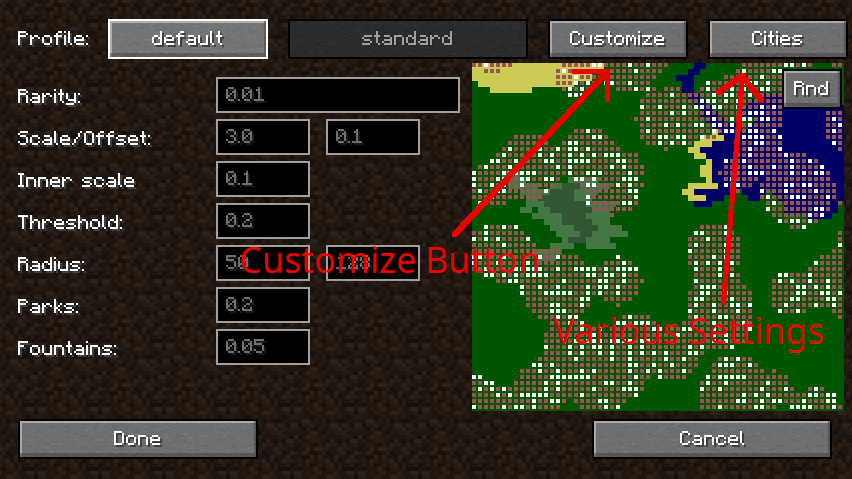 Profile: default standard Customize Cities
Rnd
Rarity: 0.01
Scale/Offset: 3.0 0.1
Inner scale 0.1
Threshold: 0.2
Radius: 50
Customize Button
Parks: 0.2
Various Settings
Fountains: 0.05
Done Cancel